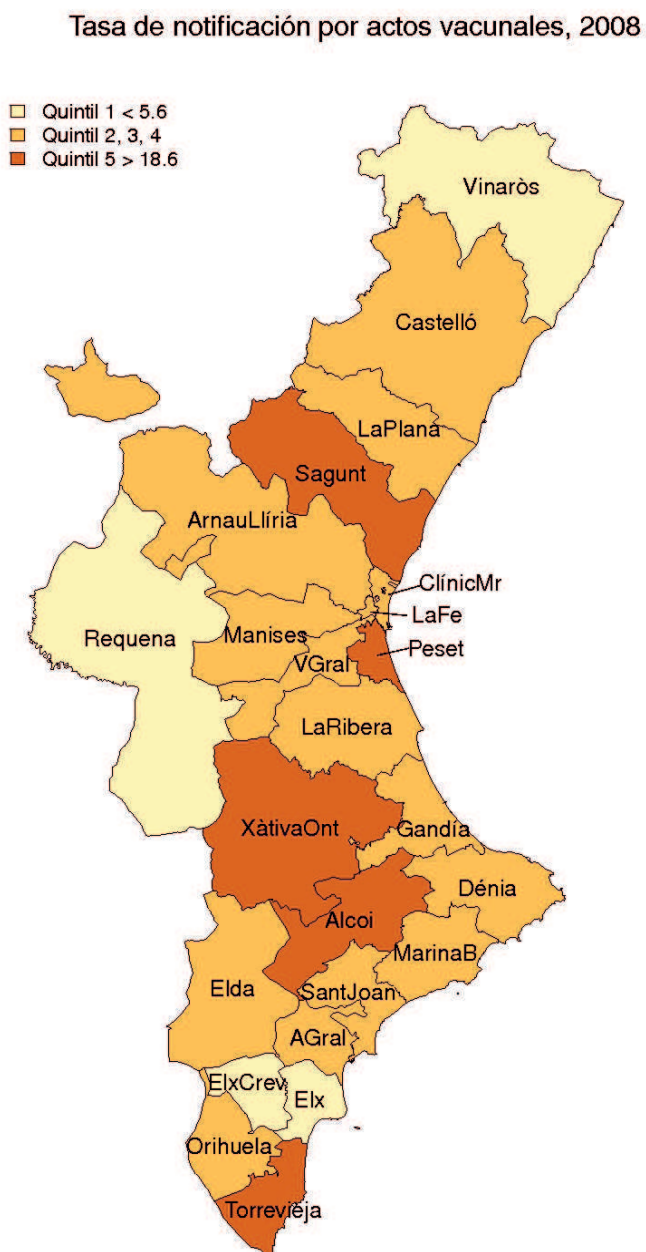 Tasa de notificación por actos vacunales, 2008
Quintil 1 < 5.6
Quintil 2, 3, 4
Quintil 5 > 18.6
Vinaròs
Castelló
LaPlana
Sagunt
ArnauLlíria
ClínicMr
LaFe
Requena
Manises
Peset
VGral
LaRibera
XàtivaOnt
Gandía
Dénia
Alcoi
MarinaB
Elda
SantJoan
AGral
ElxCrev
Elx
Orihuela
Torrevieja